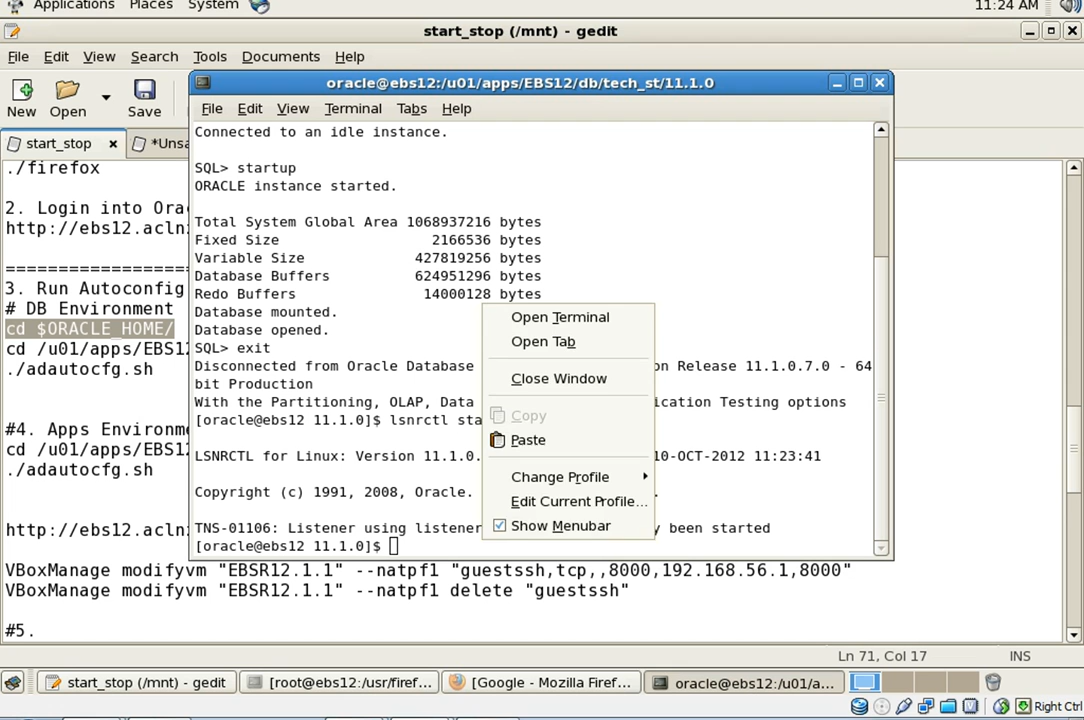 Applications Places System 11:24 AM
start_stop (/mnt) - gedit
File Edit View Search Tools Documents Help
New Open Save
start_stop *Unsa
./firefox
2. Login into Orac
http://ebs12.acln
3. Run Autoconfig
# DB Environment
cd $ORACLE_HOME/
cd /u01/apps/EBS12
./adautocfg.sh
#4. Apps Environme
cd /u01/apps/EBS12
./adautocfg.sh
http://ebs12.acln
VBoxManage modifyvm "EBSR12.1.1" --natpf1 "guestssh,tcp,,8000,192.168.56.1,8000"
VBoxManage modifyvm "EBSR12.1.1" --natpf1 delete "guestssh"
#5.
Ln 71, Col 17 INS
oracle@ebs12:/u01/apps/EBS12/db/tech_st/11.1.0
File Edit View Terminal Tabs Help
Connected to an idle instance.
SQL> startup
ORACLE instance started.
Total System Global Area 1068937216 bytes
Fixed Size 2166536 bytes
Variable Size 427819256 bytes
Database Buffers 624951296 bytes
Redo Buffers 14000128 bytes
Database mounted.
Database opened.
SQL> exit
Disconnected from Oracle Database on Release 11.1.0.7.0 - 64
bit Production
With the Partitioning, OLAP, Data ication Testing options
[oracle@ebs12 11.1.0]$ lsnrctl sta
LSNRCTL for Linux: Version 11.1.0. 10-OCT-2012 11:23:41
Copyright (c) 1991, 2008, Oracle. .
TNS-01106: Listener using listener y been started
[oracle@ebs12 11.1.0]$
Open Terminal
Open Tab
Close Window
Copy
Paste
Change Profile
Edit Current Profile...
Show Menubar
start_stop (/mnt) - gedit [root@ebs12:/usr/firef... [Google - Mozilla Firef... oracle@ebs12:/u01/a...
Right Ctrl